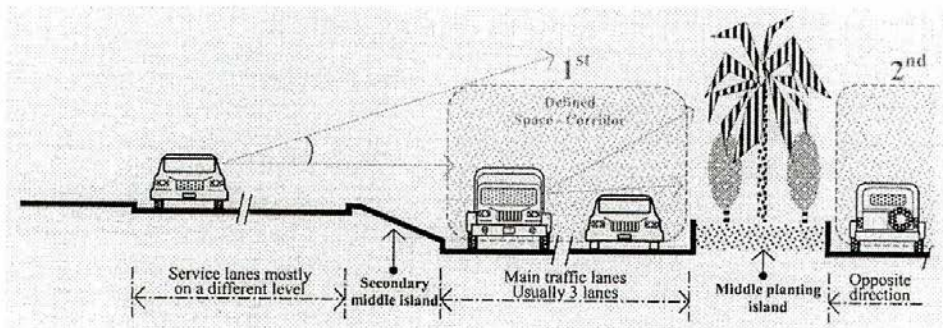 1st
2nd
Defined
Space - Corridor
Service lanes mostly
on a different level
Secondary
middle island
Main traffic lanes
Usually 3 lanes
Middle planting
island
Opposite
direction